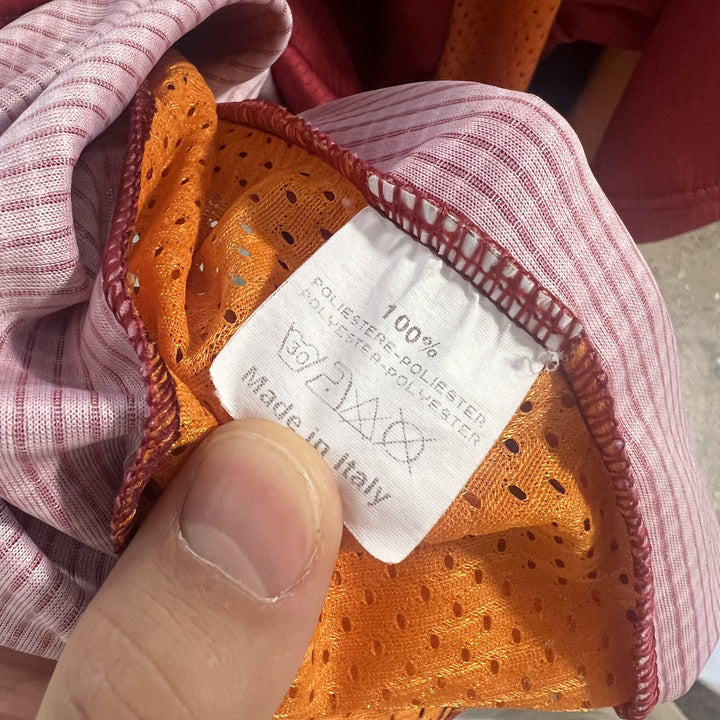 100%
POLIESTERE-POLIESTER
POLYESTER-POLYESTER
30
Made in Italy